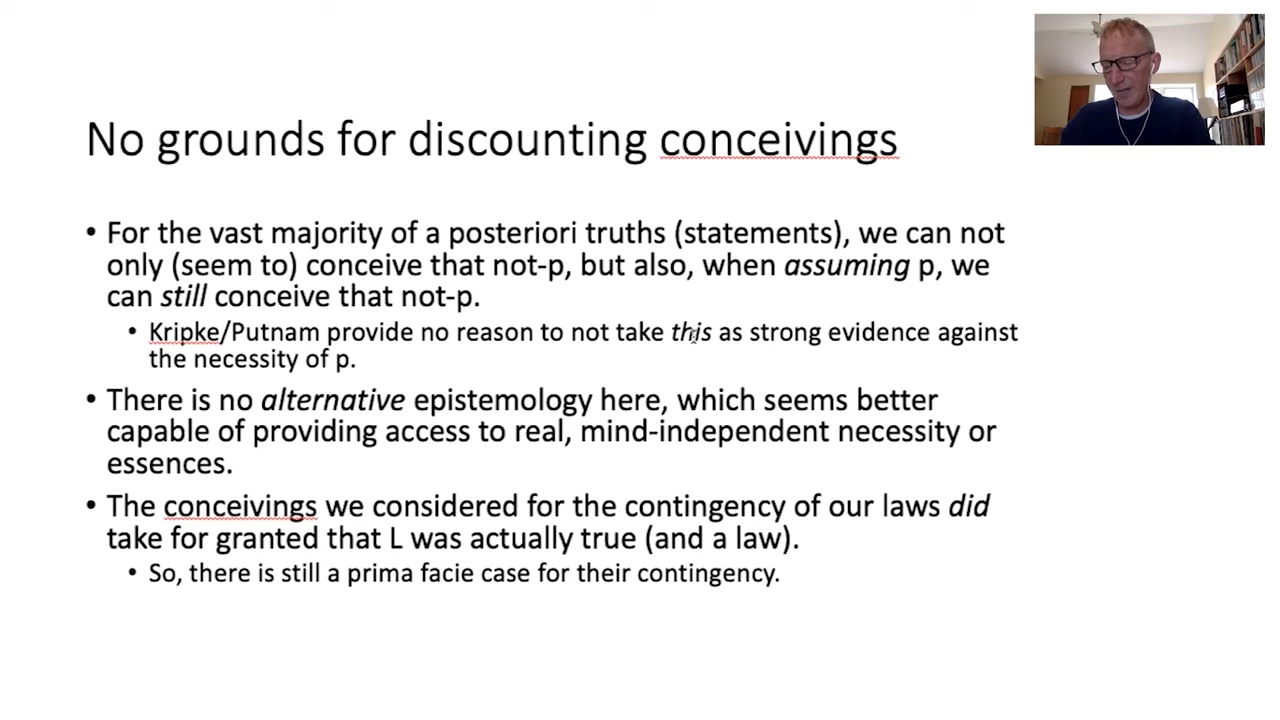 No grounds for discounting conceivings
• For the vast majority of a posteriori truths (statements), we can not
only (seem to) conceive that not-p, but also, when assuming p, we
can still conceive that not-p.
• Kripke/Putnam provide no reason to not take this as strong evidence against
the necessity of p.
• There is no alternative epistemology here, which seems better
capable of providing access to real, mind-independent necessity or
essences.
• The conceivings we considered for the contingency of our laws did
take for granted that L was actually true (and a law).
• So, there is still a prima facie case for their contingency.